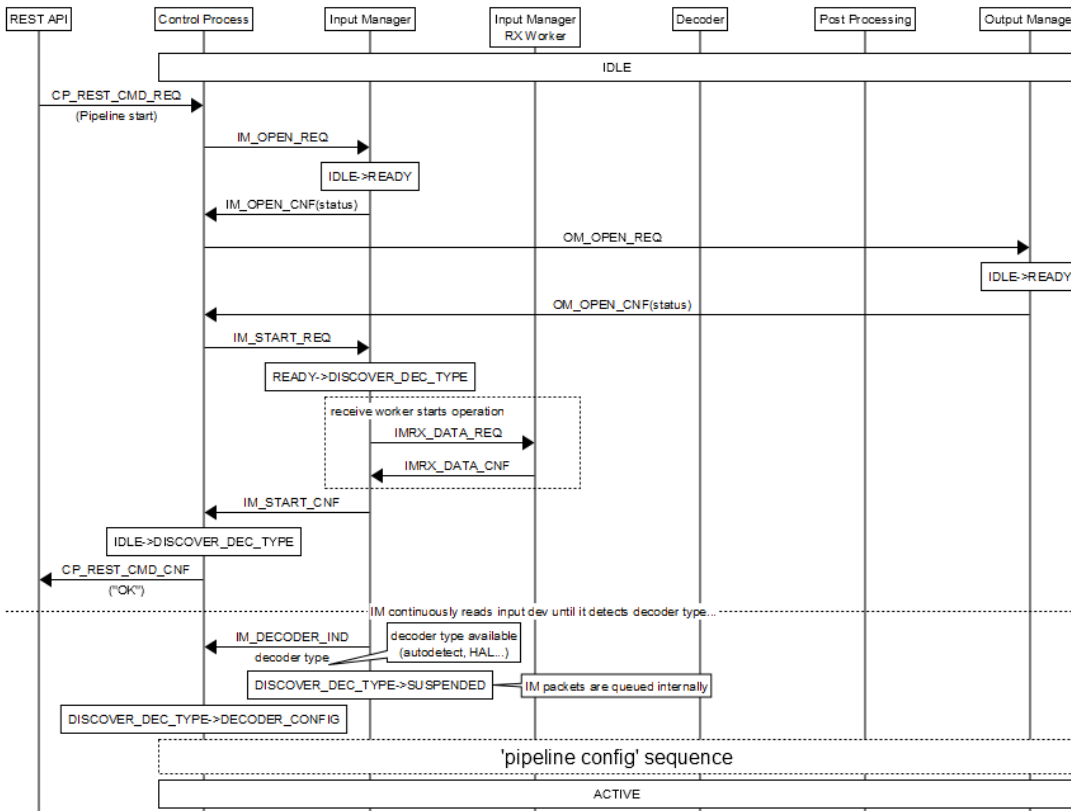 REST API
Control Process
Input Manager
Input Manager
RX Worker
Decoder
Post Processing
Output Manage
IDLE
CP_REST_CMD_REQ
(Pipeline start)
IM_OPEN_REQ
IDLE->READY
IM_OPEN_CNF(status)
OM_OPEN_REQ
IDLE->READY
OM_OPEN_CNF(status)
IM_START_REQ
READY->DISCOVER_DEC_TYPE
receive worker starts operation
IMRX_DATA_REQ
IMRX_DATA_CNF
IM_START_CNF
IDLE->DISCOVER_DEC_TYPE
CP_REST_CMD_CNF
("OK")
IM continuously reads input dev until it detects decoder type...
IM_DECODER_IND
decoder type
decoder type available
(autodetect, HAL...)
DISCOVER_DEC_TYPE->SUSPENDED
IM packets are queued internally
DISCOVER_DEC_TYPE->DECODER_CONFIG
'pipeline config' sequence
ACTIVE